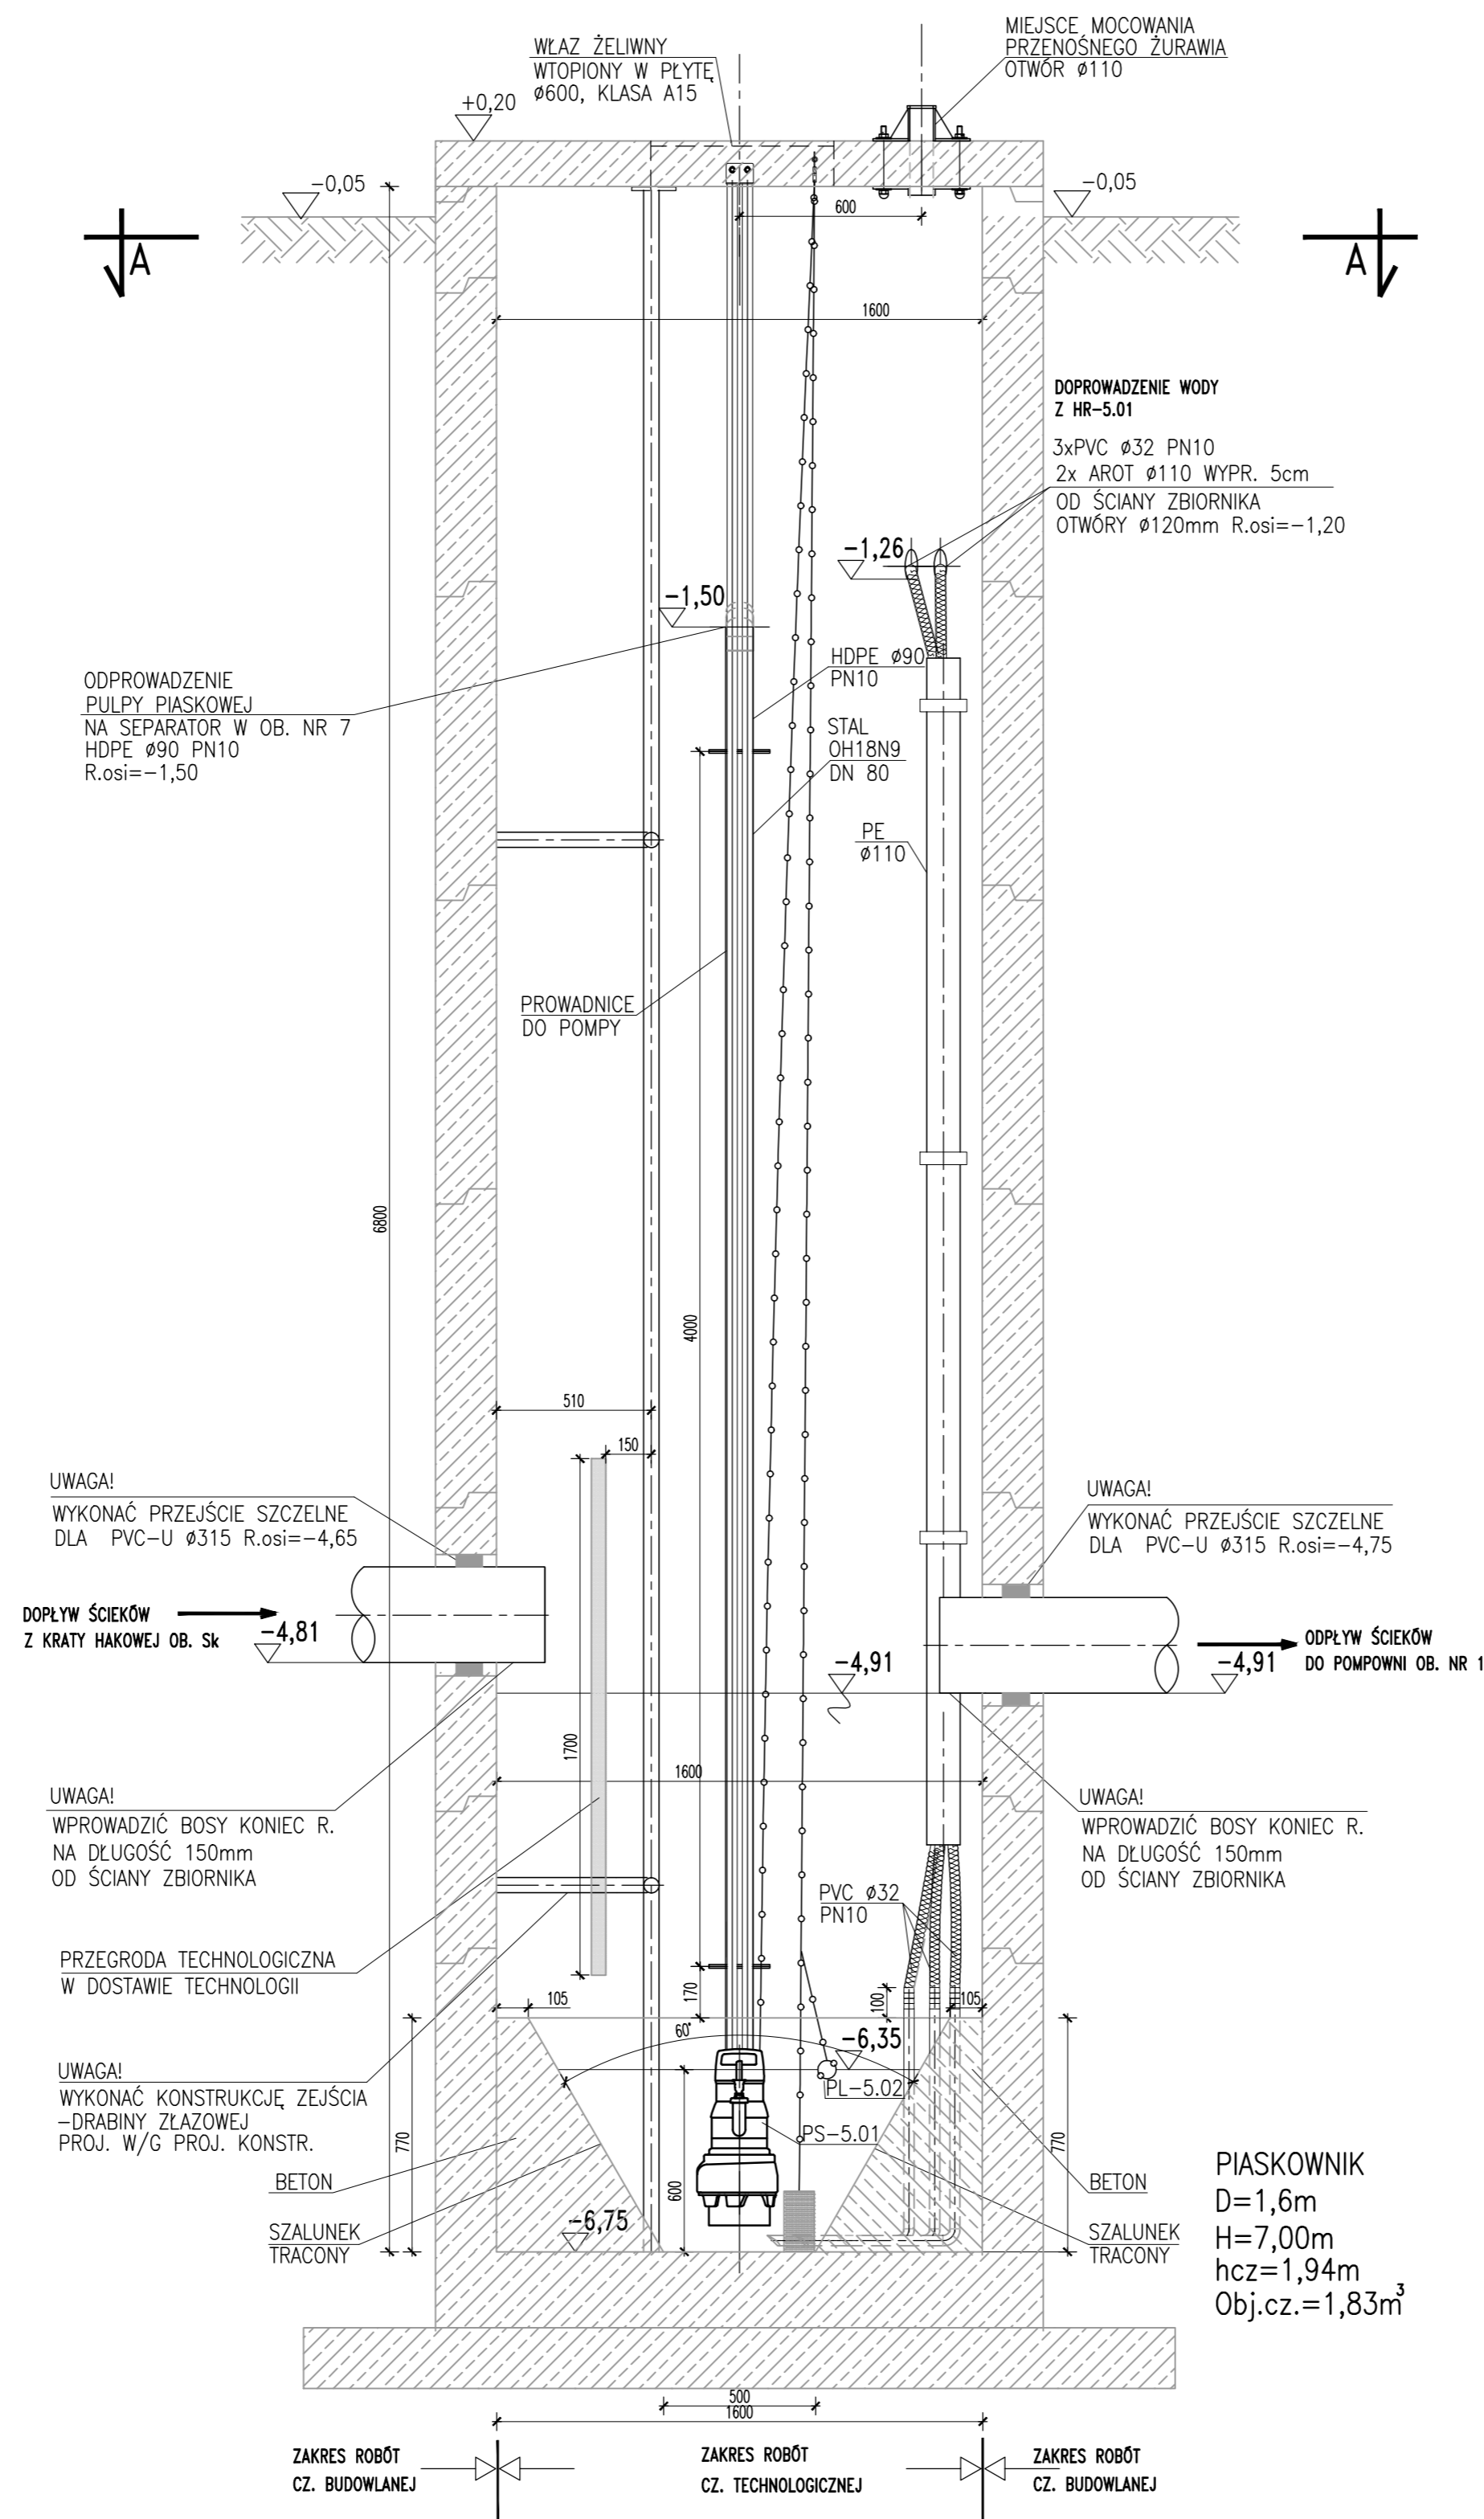 WŁAZ ŻELIWNY
WTOPIONY W PŁYTĘ
ø600, KLASA A15
MIEJSCE MOCOWANIA
PRZENOŚNEGO ŻURAWIA
OTWÓR ø110
+0,20
-0,05
-0,05
A
A
600
1600
DOPROWADZENIE WODY
Z HR-5.01
3xPVC ø32 PN10
2x AROT ø110 WYPR. 5cm
OD ŚCIANY ZBIORNIKA
OTWÓRY ø120mm R.osi=-1,20
-1,26
-1,50
HDPE ø90
PN10
ODPROWADZENIE
PULPY PIASKOWEJ
NA SEPARATOR W OB. NR 7
HDPE ø90 PN10
R.osi=-1,50
STAL
OH18N9
DN 80
PE
ø110
PROWADNICE
DO POMPY
6800
4000
510
150
UWAGA!
WYKONAĆ PRZEJŚCIE SZCZELNE
DLA PVC-U ø315 R.osi=-4,65
UWAGA!
WYKONAĆ PRZEJŚCIE SZCZELNE
DLA PVC-U ø315 R.osi=-4,75
DOPŁYW ŚCIEKÓW
Z KRATY HAKOWEJ OB. Sk
-4,81
-4,91
-4,91
ODPŁYW ŚCIEKÓW
DO POMPOWNI OB. NR 1
1700
1600
UWAGA!
WPROWADZIĆ BOSY KONIEC R.
NA DŁUGOŚĆ 150mm
OD ŚCIANY ZBIORNIKA
UWAGA!
WPROWADZIĆ BOSY KONIEC R.
NA DŁUGOŚĆ 150mm
OD ŚCIANY ZBIORNIKA
PVC ø32
PN10
PRZEGRODA TECHNOLOGICZNA
W DOSTAWIE TECHNOLOGII
105
170
100
105
60°
-6,35
PL-5.02
PS-5.01
UWAGA!
WYKONAĆ KONSTRUKCJĘ ZEJŚCIA
-DRABINY ZŁAZOWEJ
PROJ. W/G PROJ. KONSTR.
770
600
770
BETON
BETON
SZALUNEK
TRACONY
-6,75
SZALUNEK
TRACONY
PIASKOWNIK
D=1,6m
H=7,00m
hcz=1,94m
Obj.cz.=1,83m³
500
1600
ZAKRES ROBÓT
CZ. BUDOWLANEJ
ZAKRES ROBÓT
CZ. TECHNOLOGICZNEJ
ZAKRES ROBÓT
CZ. BUDOWLANEJ